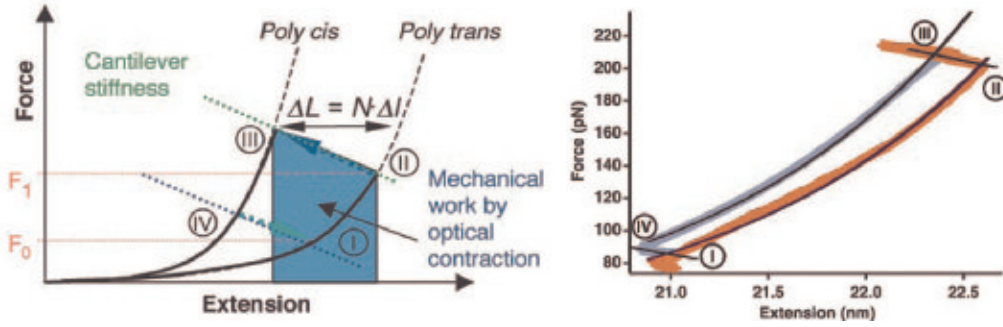 Poly cis
Poly trans
Cantilever
stiffness
ΔL = N·Δl
III
II
F1
Mechanical
work by
optical
contraction
IV
I
F0
Force
Extension
220
200
180
160
140
120
100
80
Force (pN)
III
II
IV
I
21.0 21.5 22.0 22.5
Extension (nm)